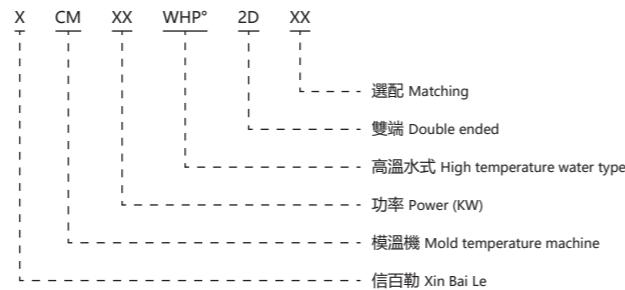 X CM XX WHP° 2D XX
選配 Matching
雙端 Double ended
高溫水式 High temperature water type
功率 Power (KW)
模溫機 Mold temperature machine
信百勒 Xin Bai Le